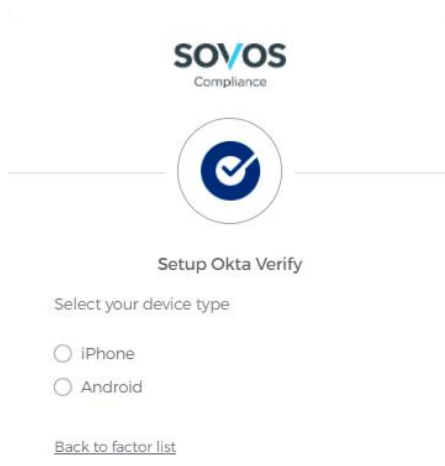 SOVOS
Compliance
Setup Okta Verify
Select your device type
iPhone
Android
Back to factor list